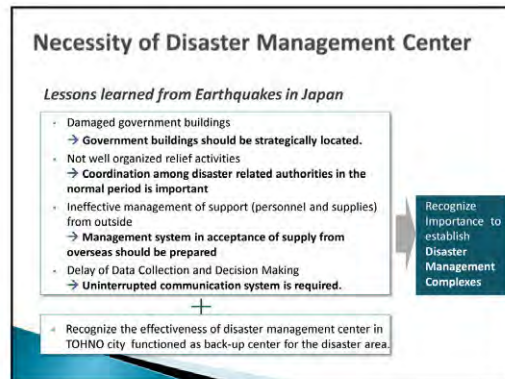 Necessity of Disaster Management Center
Lessons learned from Earthquakes in Japan
- Damaged government buildings
→ Government buildings should be strategically located.
- Not well organized relief activities
→ Coordination among disaster related authorities in the
normal period is important
- Ineffective management of support (personnel and supplies)
from outside
→ Management system in acceptance of supply from
overseas should be prepared
- Delay of Data Collection and Decision Making
→ Uninterrupted communication system is required.
Recognize
Importance to
establish
Disaster
Management
Complexes
+
Recognize the effectiveness of disaster management center in
TOHNO city functioned as back-up center for the disaster area.